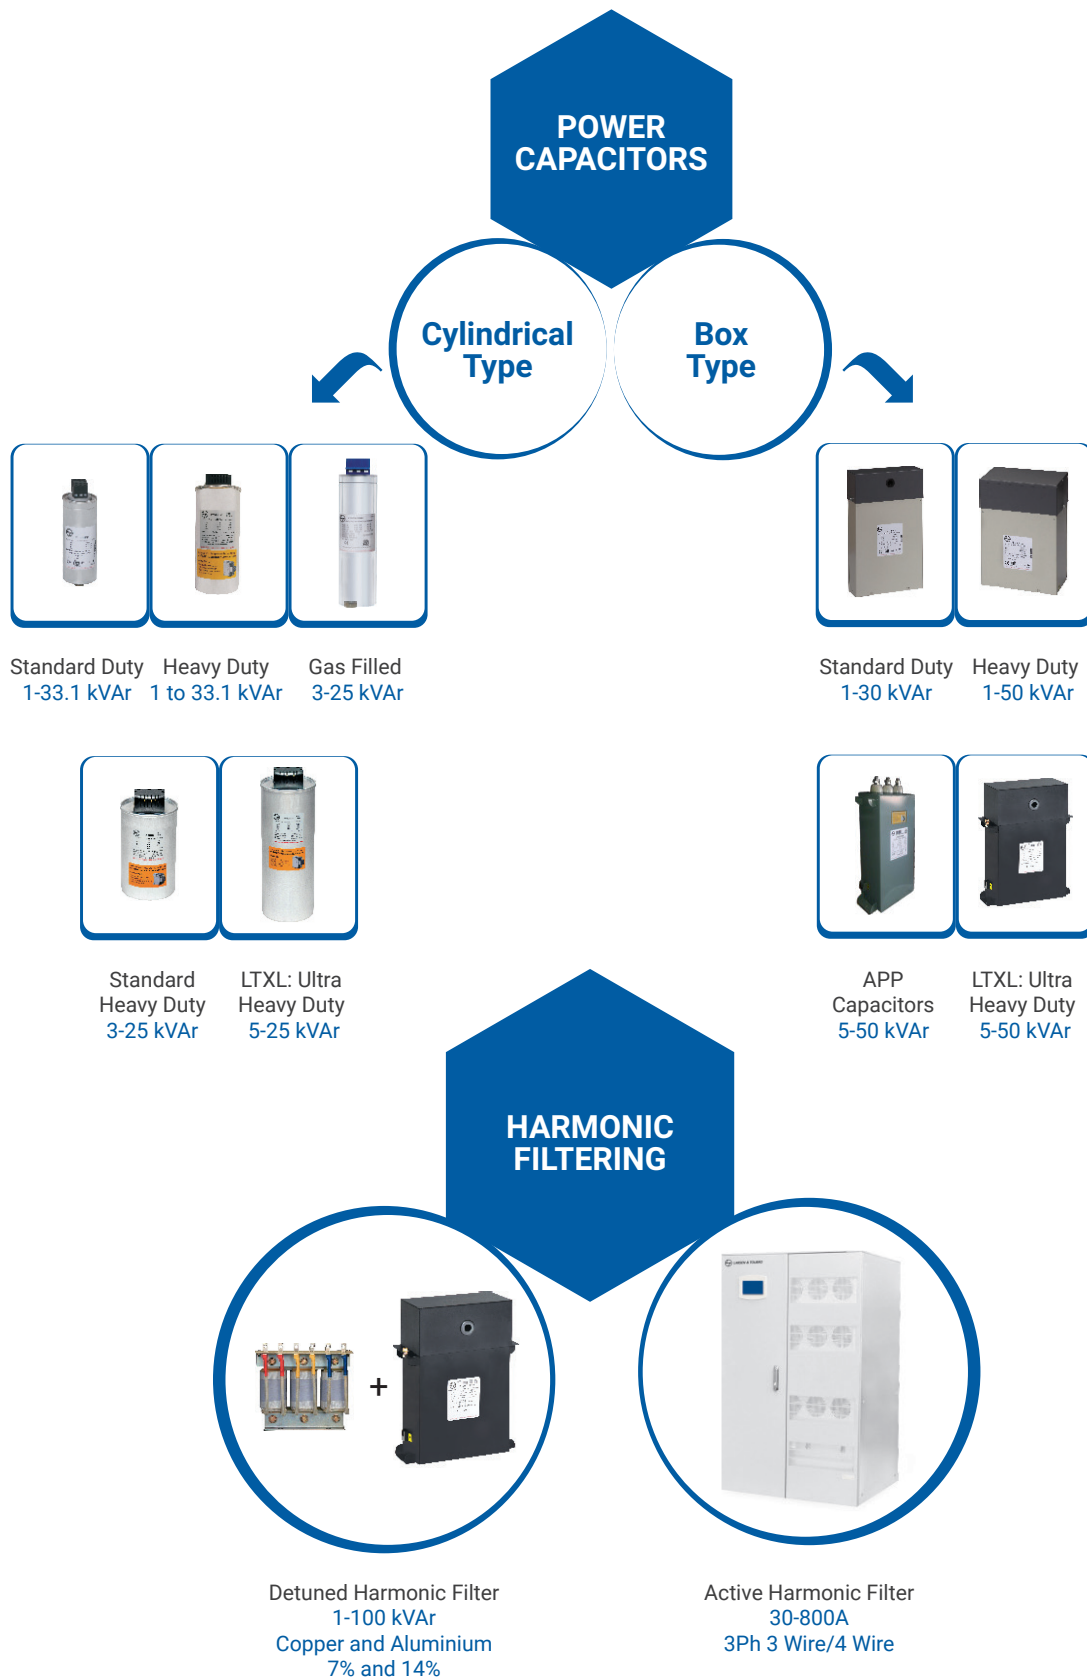 POWER
CAPACITORS
Cylindrical
Type
Box
Type
Standard Duty
1-33.1 kVAr
Heavy Duty
1 to 33.1 kVAr
Gas Filled
3-25 kVAr
Standard Duty
1-30 kVAr
Heavy Duty
1-50 kVAr
Standard
Heavy Duty
3-25 kVAr
LTXL: Ultra
Heavy Duty
5-25 kVAr
APP
Capacitors
5-50 kVAr
LTXL: Ultra
Heavy Duty
5-50 kVAr
HARMONIC
FILTERING
+
LARSEN & TOUBRO
Detuned Harmonic Filter
1-100 kVAr
Copper and Aluminium
7% and 14%
Active Harmonic Filter
30-800A
3Ph 3 Wire/4 Wire